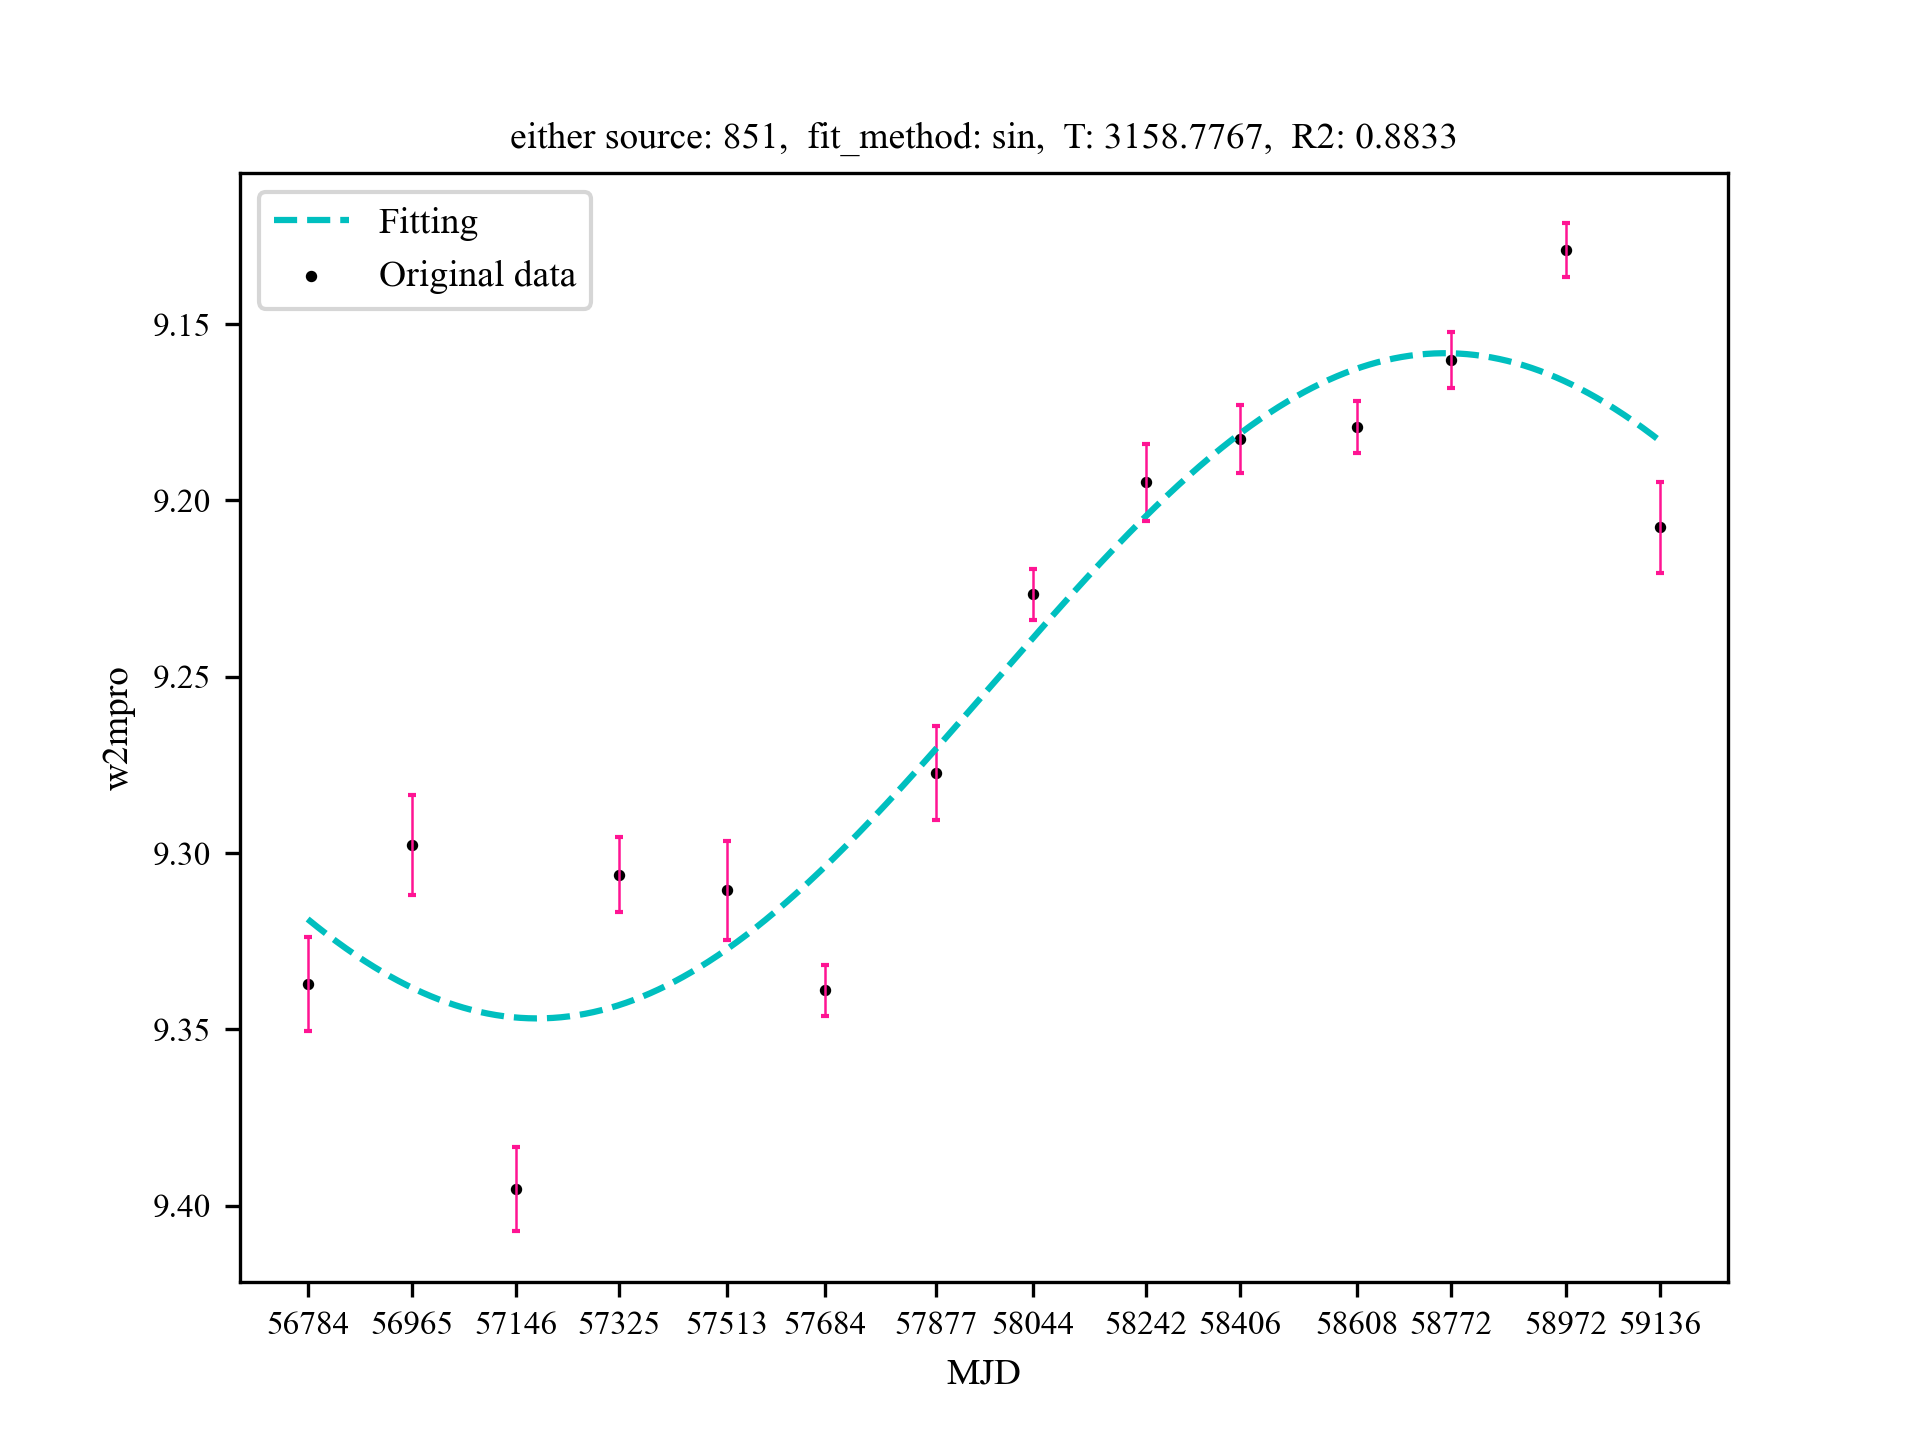 either source: 851,  fit_method: sin,  T: 3158.7767,  R2: 0.8833
Fitting
Original data
9.15
9.20
9.25
9.30
9.35
9.40
w2mpro
56784 56965 57146 57325 57513 57684 57877 58044 58242 58406 58608 58772 58972 59136
MJD